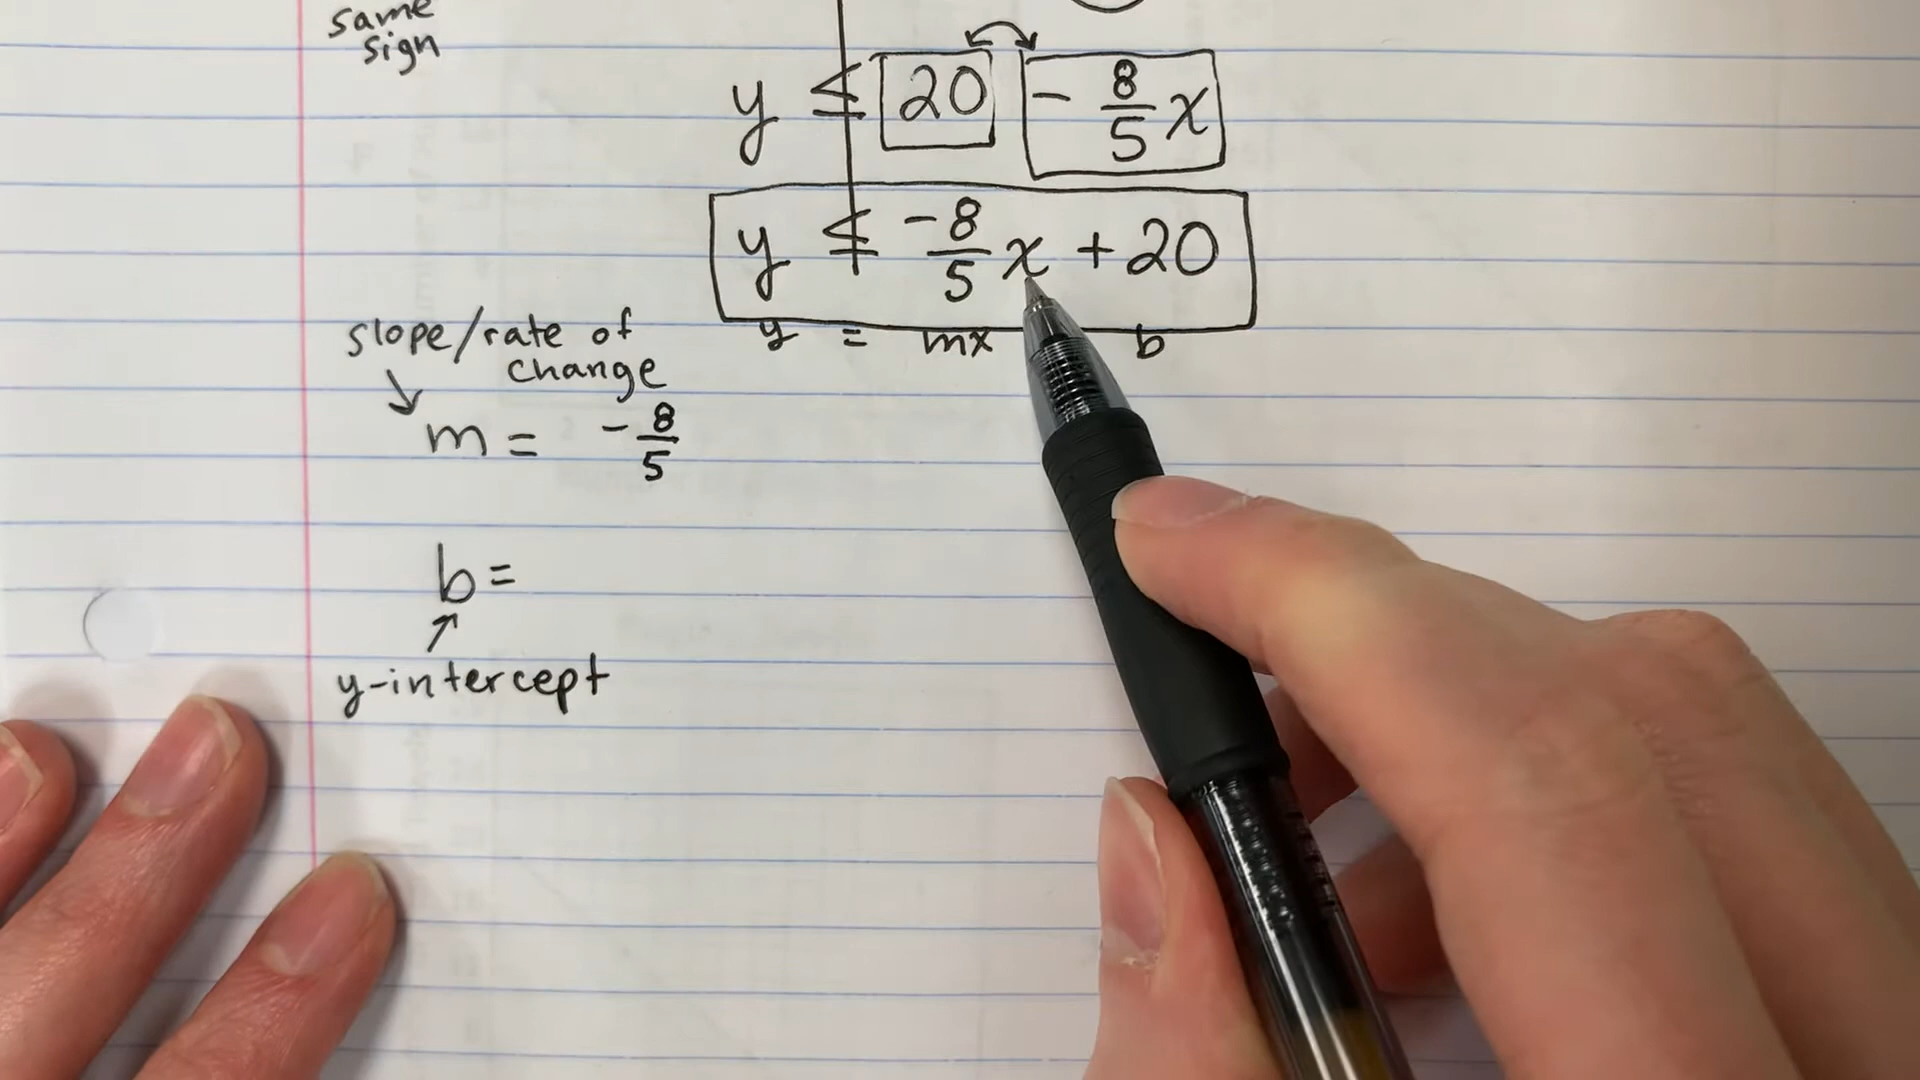 same
sign
y ≤ 20 - 8/5 x
y ≤ -8/5 x + 20
y = mx b
slope/rate of
change
m = -8/5
b =
y-intercept